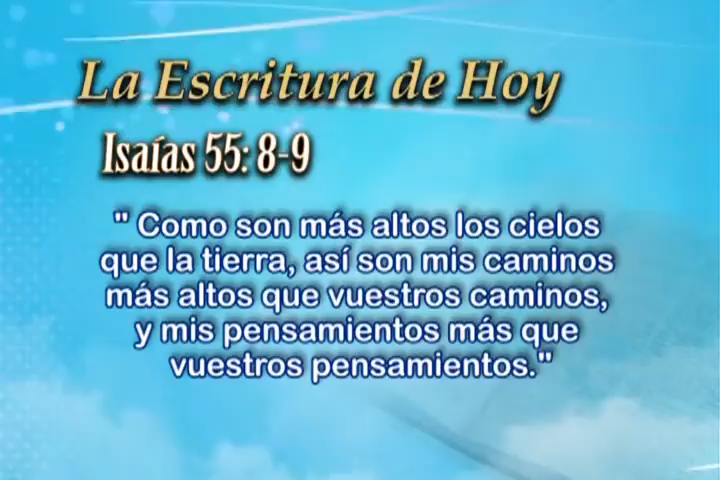 La Escritura de Hoy
Isaías 55: 8-9
" Como son más altos los cielos
que la tierra, así son mis caminos
más altos que vuestros caminos,
y mis pensamientos más que
vuestros pensamientos."